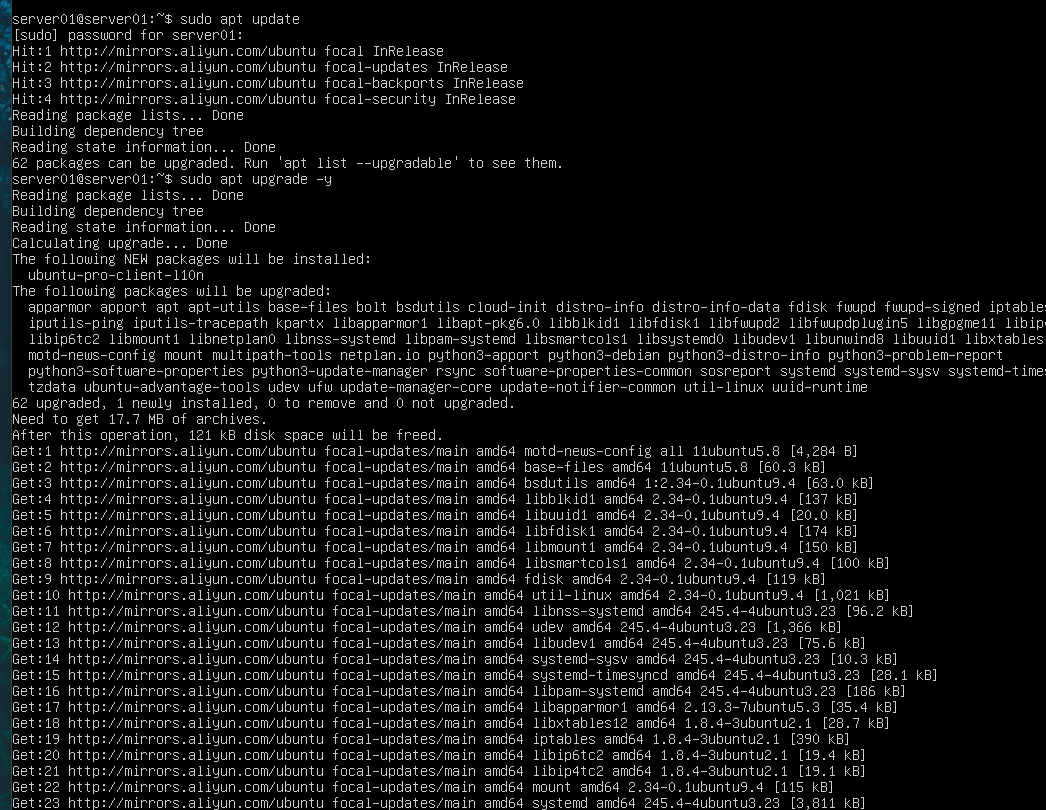 server01@server01:~$ sudo apt update
[sudo] password for server01:
Hit:1 http://mirrors.aliyun.com/ubuntu focal InRelease
Hit:2 http://mirrors.aliyun.com/ubuntu focal-updates InRelease
Hit:3 http://mirrors.aliyun.com/ubuntu focal-backports InRelease
Hit:4 http://mirrors.aliyun.com/ubuntu focal-security InRelease
Reading package lists... Done
Building dependency tree
Reading state information... Done
62 packages can be upgraded. Run 'apt list --upgradable' to see them.
server01@server01:~$ sudo apt upgrade -y
Reading package lists... Done
Building dependency tree
Reading state information... Done
Calculating upgrade... Done
The following NEW packages will be installed:
  ubuntu-pro-client-l10n
The following packages will be upgraded:
  apparmor apport apt apt-utils base-files bolt bsdutils cloud-init distro-info distro-info-data fdisk fwupd fwupd-signed iptables
  iputils-ping iputils-tracepath kpartx libapparmor1 libapt-pkg6.0 libblkid1 libfdisk1 libfwupd2 libfwupdplugin5 libgpgme11 libip
  libip6tc2 libmount1 libnetplan0 libnss-systemd libpam-systemd libsmartcols1 libsystemd0 libudev1 libunwind8 libuuid1 libxtables
  motd-news-config mount multipath-tools netplan.io python3-apport python3-debian python3-distro-info python3-problem-report
  python3-software-properties python3-update-manager rsync software-properties-common sosreport systemd systemd-sysv systemd-times
  tzdata ubuntu-advantage-tools udev ufw update-manager-core update-notifier-common util-linux uuid-runtime
62 upgraded, 1 newly installed, 0 to remove and 0 not upgraded.
Need to get 17.7 MB of archives.
After this operation, 121 kB disk space will be freed.
Get:1 http://mirrors.aliyun.com/ubuntu focal-updates/main amd64 motd-news-config all 11ubuntu5.8 [4,284 B]
Get:2 http://mirrors.aliyun.com/ubuntu focal-updates/main amd64 base-files amd64 11ubuntu5.8 [60.3 kB]
Get:3 http://mirrors.aliyun.com/ubuntu focal-updates/main amd64 bsdutils amd64 1:2.34-0.1ubuntu9.4 [63.0 kB]
Get:4 http://mirrors.aliyun.com/ubuntu focal-updates/main amd64 libblkid1 amd64 2.34-0.1ubuntu9.4 [137 kB]
Get:5 http://mirrors.aliyun.com/ubuntu focal-updates/main amd64 libuuid1 amd64 2.34-0.1ubuntu9.4 [20.0 kB]
Get:6 http://mirrors.aliyun.com/ubuntu focal-updates/main amd64 libfdisk1 amd64 2.34-0.1ubuntu9.4 [174 kB]
Get:7 http://mirrors.aliyun.com/ubuntu focal-updates/main amd64 libmount1 amd64 2.34-0.1ubuntu9.4 [150 kB]
Get:8 http://mirrors.aliyun.com/ubuntu focal-updates/main amd64 libsmartcols1 amd64 2.34-0.1ubuntu9.4 [100 kB]
Get:9 http://mirrors.aliyun.com/ubuntu focal-updates/main amd64 fdisk amd64 2.34-0.1ubuntu9.4 [119 kB]
Get:10 http://mirrors.aliyun.com/ubuntu focal-updates/main amd64 util-linux amd64 2.34-0.1ubuntu9.4 [1,021 kB]
Get:11 http://mirrors.aliyun.com/ubuntu focal-updates/main amd64 libnss-systemd amd64 245.4-4ubuntu3.23 [96.2 kB]
Get:12 http://mirrors.aliyun.com/ubuntu focal-updates/main amd64 udev amd64 245.4-4ubuntu3.23 [1,366 kB]
Get:13 http://mirrors.aliyun.com/ubuntu focal-updates/main amd64 libudev1 amd64 245.4-4ubuntu3.23 [75.6 kB]
Get:14 http://mirrors.aliyun.com/ubuntu focal-updates/main amd64 systemd-sysv amd64 245.4-4ubuntu3.23 [10.3 kB]
Get:15 http://mirrors.aliyun.com/ubuntu focal-updates/main amd64 systemd-timesyncd amd64 245.4-4ubuntu3.23 [28.1 kB]
Get:16 http://mirrors.aliyun.com/ubuntu focal-updates/main amd64 libpam-systemd amd64 245.4-4ubuntu3.23 [186 kB]
Get:17 http://mirrors.aliyun.com/ubuntu focal-updates/main amd64 libapparmor1 amd64 2.13.3-7ubuntu5.3 [35.4 kB]
Get:18 http://mirrors.aliyun.com/ubuntu focal-updates/main amd64 libxtables12 amd64 1.8.4-3ubuntu2.1 [28.7 kB]
Get:19 http://mirrors.aliyun.com/ubuntu focal-updates/main amd64 iptables amd64 1.8.4-3ubuntu2.1 [390 kB]
Get:20 http://mirrors.aliyun.com/ubuntu focal-updates/main amd64 libip6tc2 amd64 1.8.4-3ubuntu2.1 [19.4 kB]
Get:21 http://mirrors.aliyun.com/ubuntu focal-updates/main amd64 libip4tc2 amd64 1.8.4-3ubuntu2.1 [19.1 kB]
Get:22 http://mirrors.aliyun.com/ubuntu focal-updates/main amd64 mount amd64 2.34-0.1ubuntu9.4 [115 kB]
Get:23 http://mirrors.aliyun.com/ubuntu focal-updates/main amd64 systemd amd64 245.4-4ubuntu3.23 [3,811 kB]